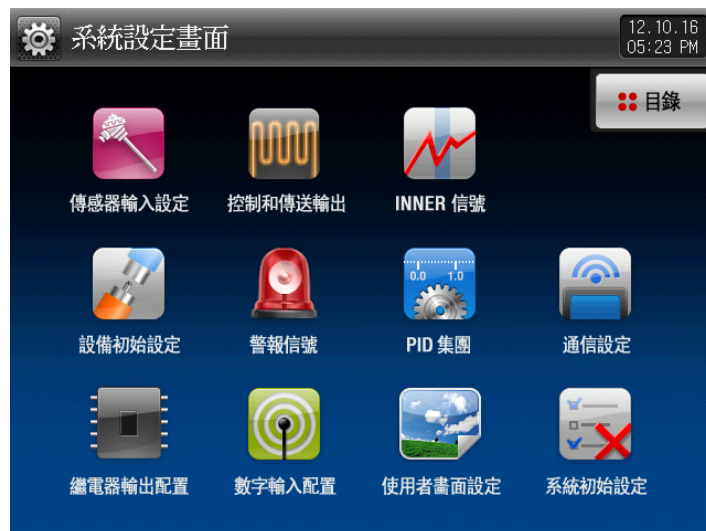 系統設定畫面
12.10.16
05:23 PM
目錄
傳感器輸入設定
控制和傳送輸出
INNER 信號
0.0 1.0
設備初始設定
警報信號
PID 集團
通信設定
繼電器輸出配置
數字輸入配置
使用者畫面設定
系統初始設定